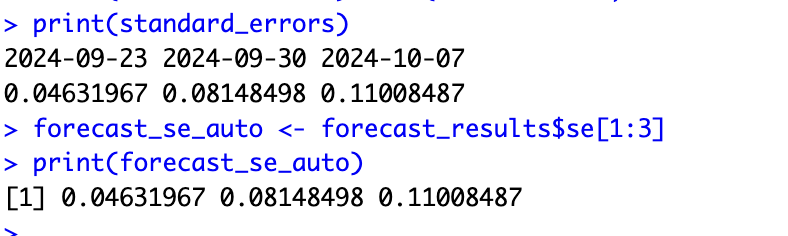 > print(standard_errors)
2024-09-23 2024-09-30 2024-10-07
0.04631967 0.08148498 0.11008487
> forecast_se_auto <- forecast_results$se[1:3]
> print(forecast_se_auto)
[1] 0.04631967 0.08148498 0.11008487
>